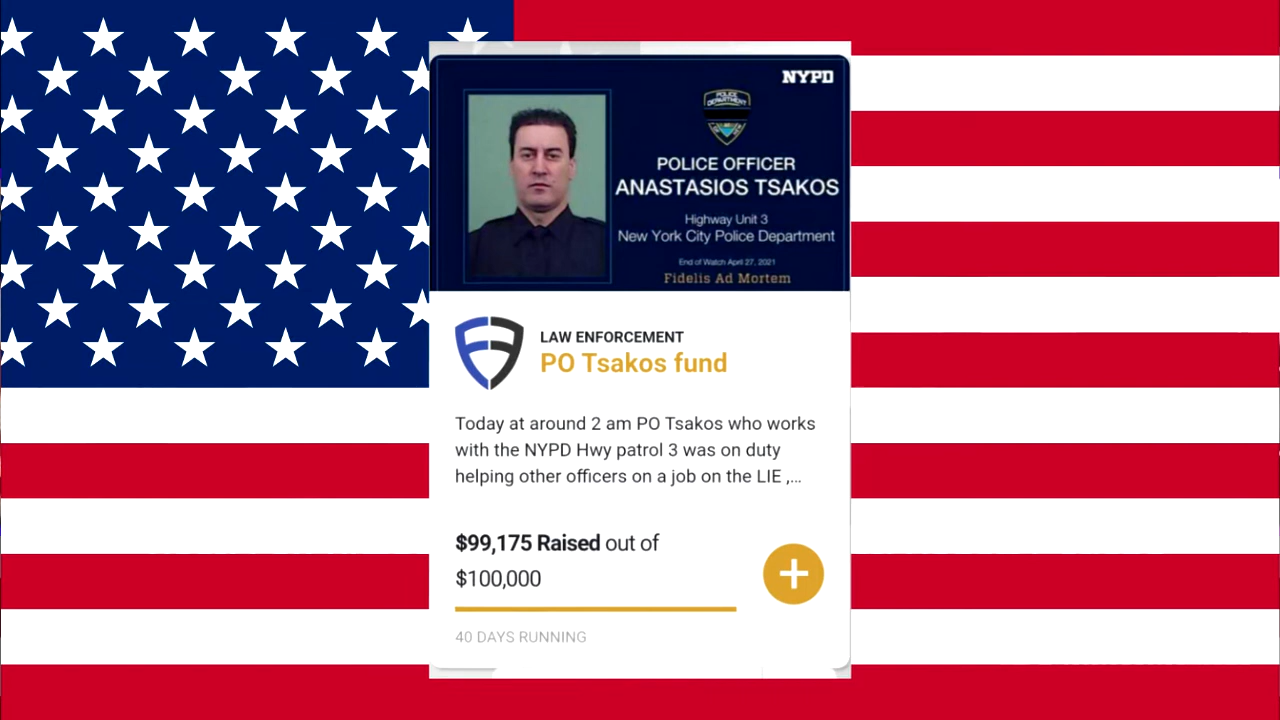 NYPD
POLICE
DEPARTMENT
POLICE OFFICER
ANASTASIOS TSAKOS
Highway Unit 3
New York City Police Department
End of Watch April 27, 2021
Fidelis Ad Mortem
LAW ENFORCEMENT
PO Tsakos fund
Today at around 2 am PO Tsakos who works
with the NYPD Hwy patrol 3 was on duty
helping other officers on a job on the LIE ,...
$99,175 Raised out of
$100,000
40 DAYS RUNNING